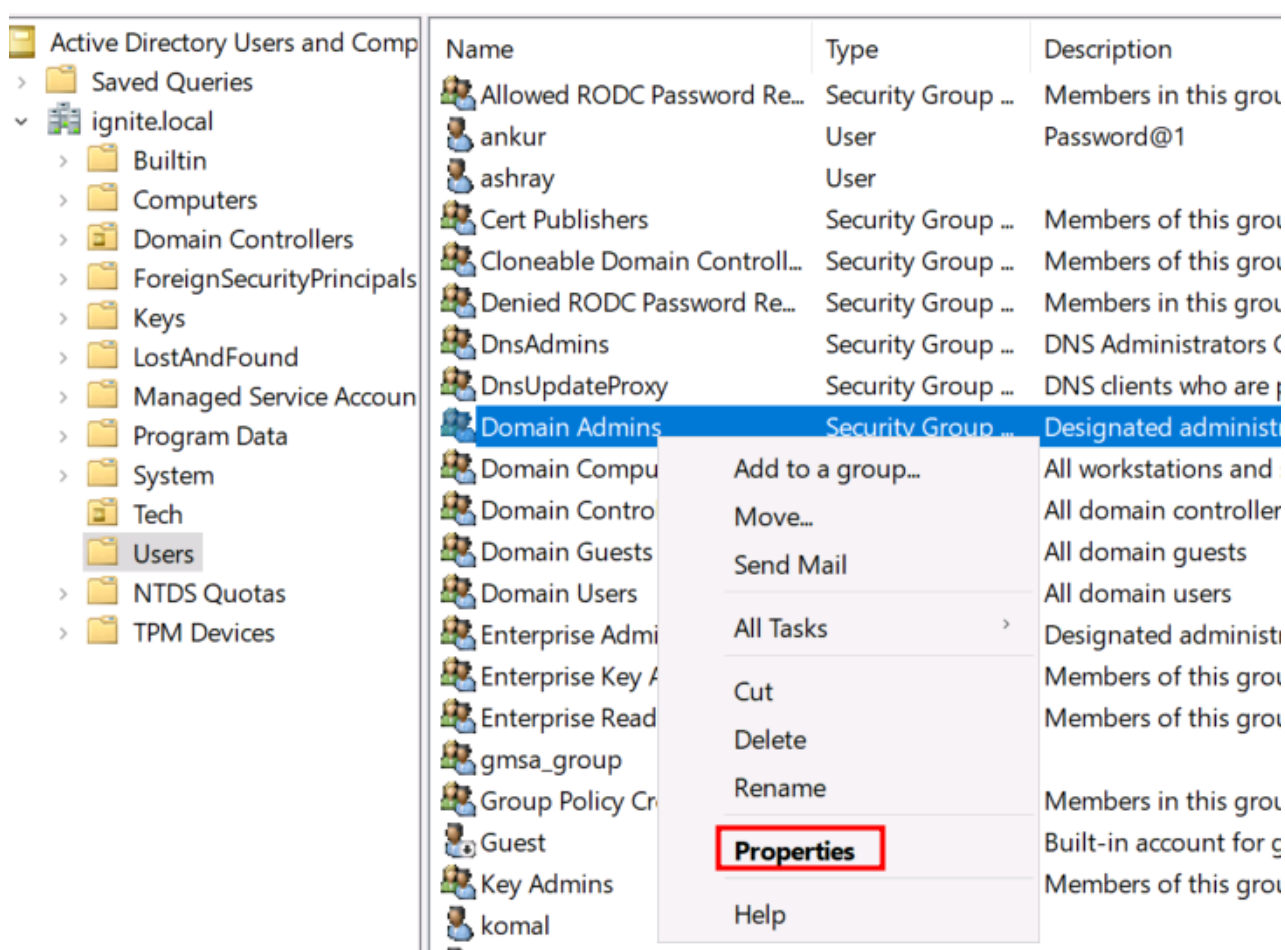 Active Directory Users and Comp
Saved Queries
ignite.local
Builtin
Computers
Domain Controllers
ForeignSecurityPrincipals
Keys
LostAndFound
Managed Service Accoun
Program Data
System
Tech
Users
NTDS Quotas
TPM Devices
Name Type Description
Allowed RODC Password Re... Security Group ... Members in this grou
ankur User Password@1
ashray User
Cert Publishers Security Group ... Members of this grou
Cloneable Domain Controll... Security Group ... Members of this grou
Denied RODC Password Re... Security Group ... Members in this grou
DnsAdmins Security Group ... DNS Administrators G
DnsUpdateProxy Security Group ... DNS clients who are p
Domain Admins Security Group ... Designated administr
Domain Compu All workstations and
Domain Contro All domain controller
Domain Guests All domain guests
Domain Users All domain users
Enterprise Admi Designated administr
Enterprise Key A Members of this grou
Enterprise Read Members of this grou
gmsa_group
Group Policy Cr Members in this grou
Guest Built-in account for g
Key Admins Members of this grou
komal
Add to a group...
Move...
Send Mail
All Tasks
Cut
Delete
Rename
Properties
Help